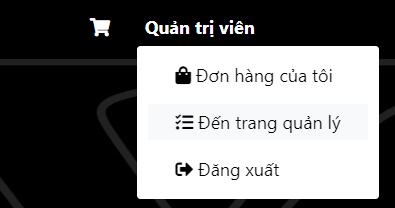 Quản trị viên
Đơn hàng của tôi
Đến trang quản lý
Đăng xuất